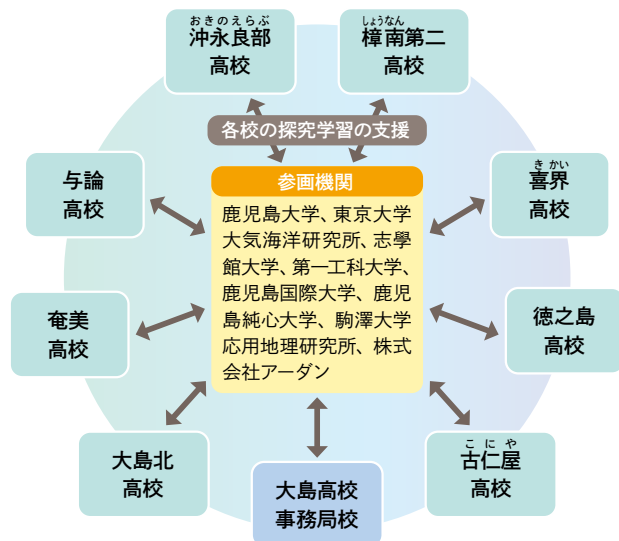 おきのえらぶ
沖永良部
高校
しょうなん
樟南第二
高校
各校の探究学習の支援
与論
高校
参画機関
鹿児島大学、東京大学
大気海洋研究所、志學
館大学、第一工科大学、
鹿児島国際大学、鹿児
島純心大学、駒澤大学
応用地理研究所、株式
会社アーダン
きかい
喜界
高校
奄美
高校
徳之島
高校
大島北
高校
大島高校
事務局校
こにや
古仁屋
高校